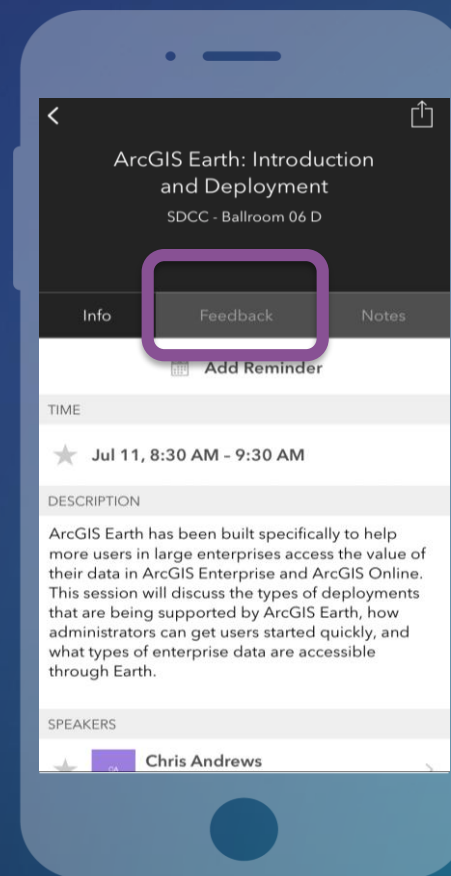 ArcGIS Earth: Introduction
and Deployment
SDCC - Ballroom 06 D
Info Feedback Notes
Add Reminder
TIME
Jul 11, 8:30 AM – 9:30 AM
DESCRIPTION
ArcGIS Earth has been built specifically to help
more users in large enterprises access the value of
their data in ArcGIS Enterprise and ArcGIS Online.
This session will discuss the types of deployments
that are being supported by ArcGIS Earth, how
administrators can get users started quickly, and
what types of enterprise data are accessible
through Earth.
SPEAKERS
CA
Chris Andrews